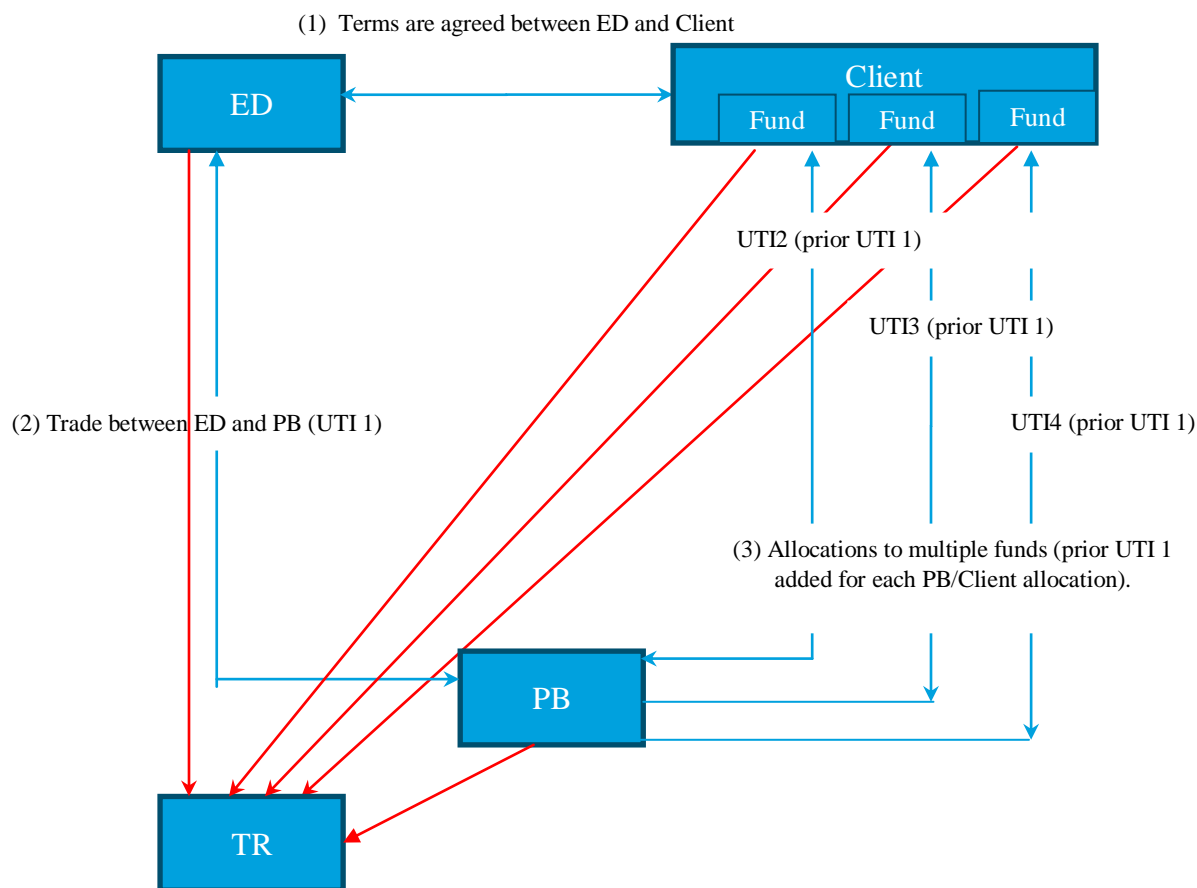 (1) Terms are agreed between ED and Client
ED
Client
Fund
Fund
Fund
UTI2 (prior UTI 1)
UTI3 (prior UTI 1)
(2) Trade between ED and PB (UTI 1)
UTI4 (prior UTI 1)
(3) Allocations to multiple funds (prior UTI 1
added for each PB/Client allocation).
PB
TR